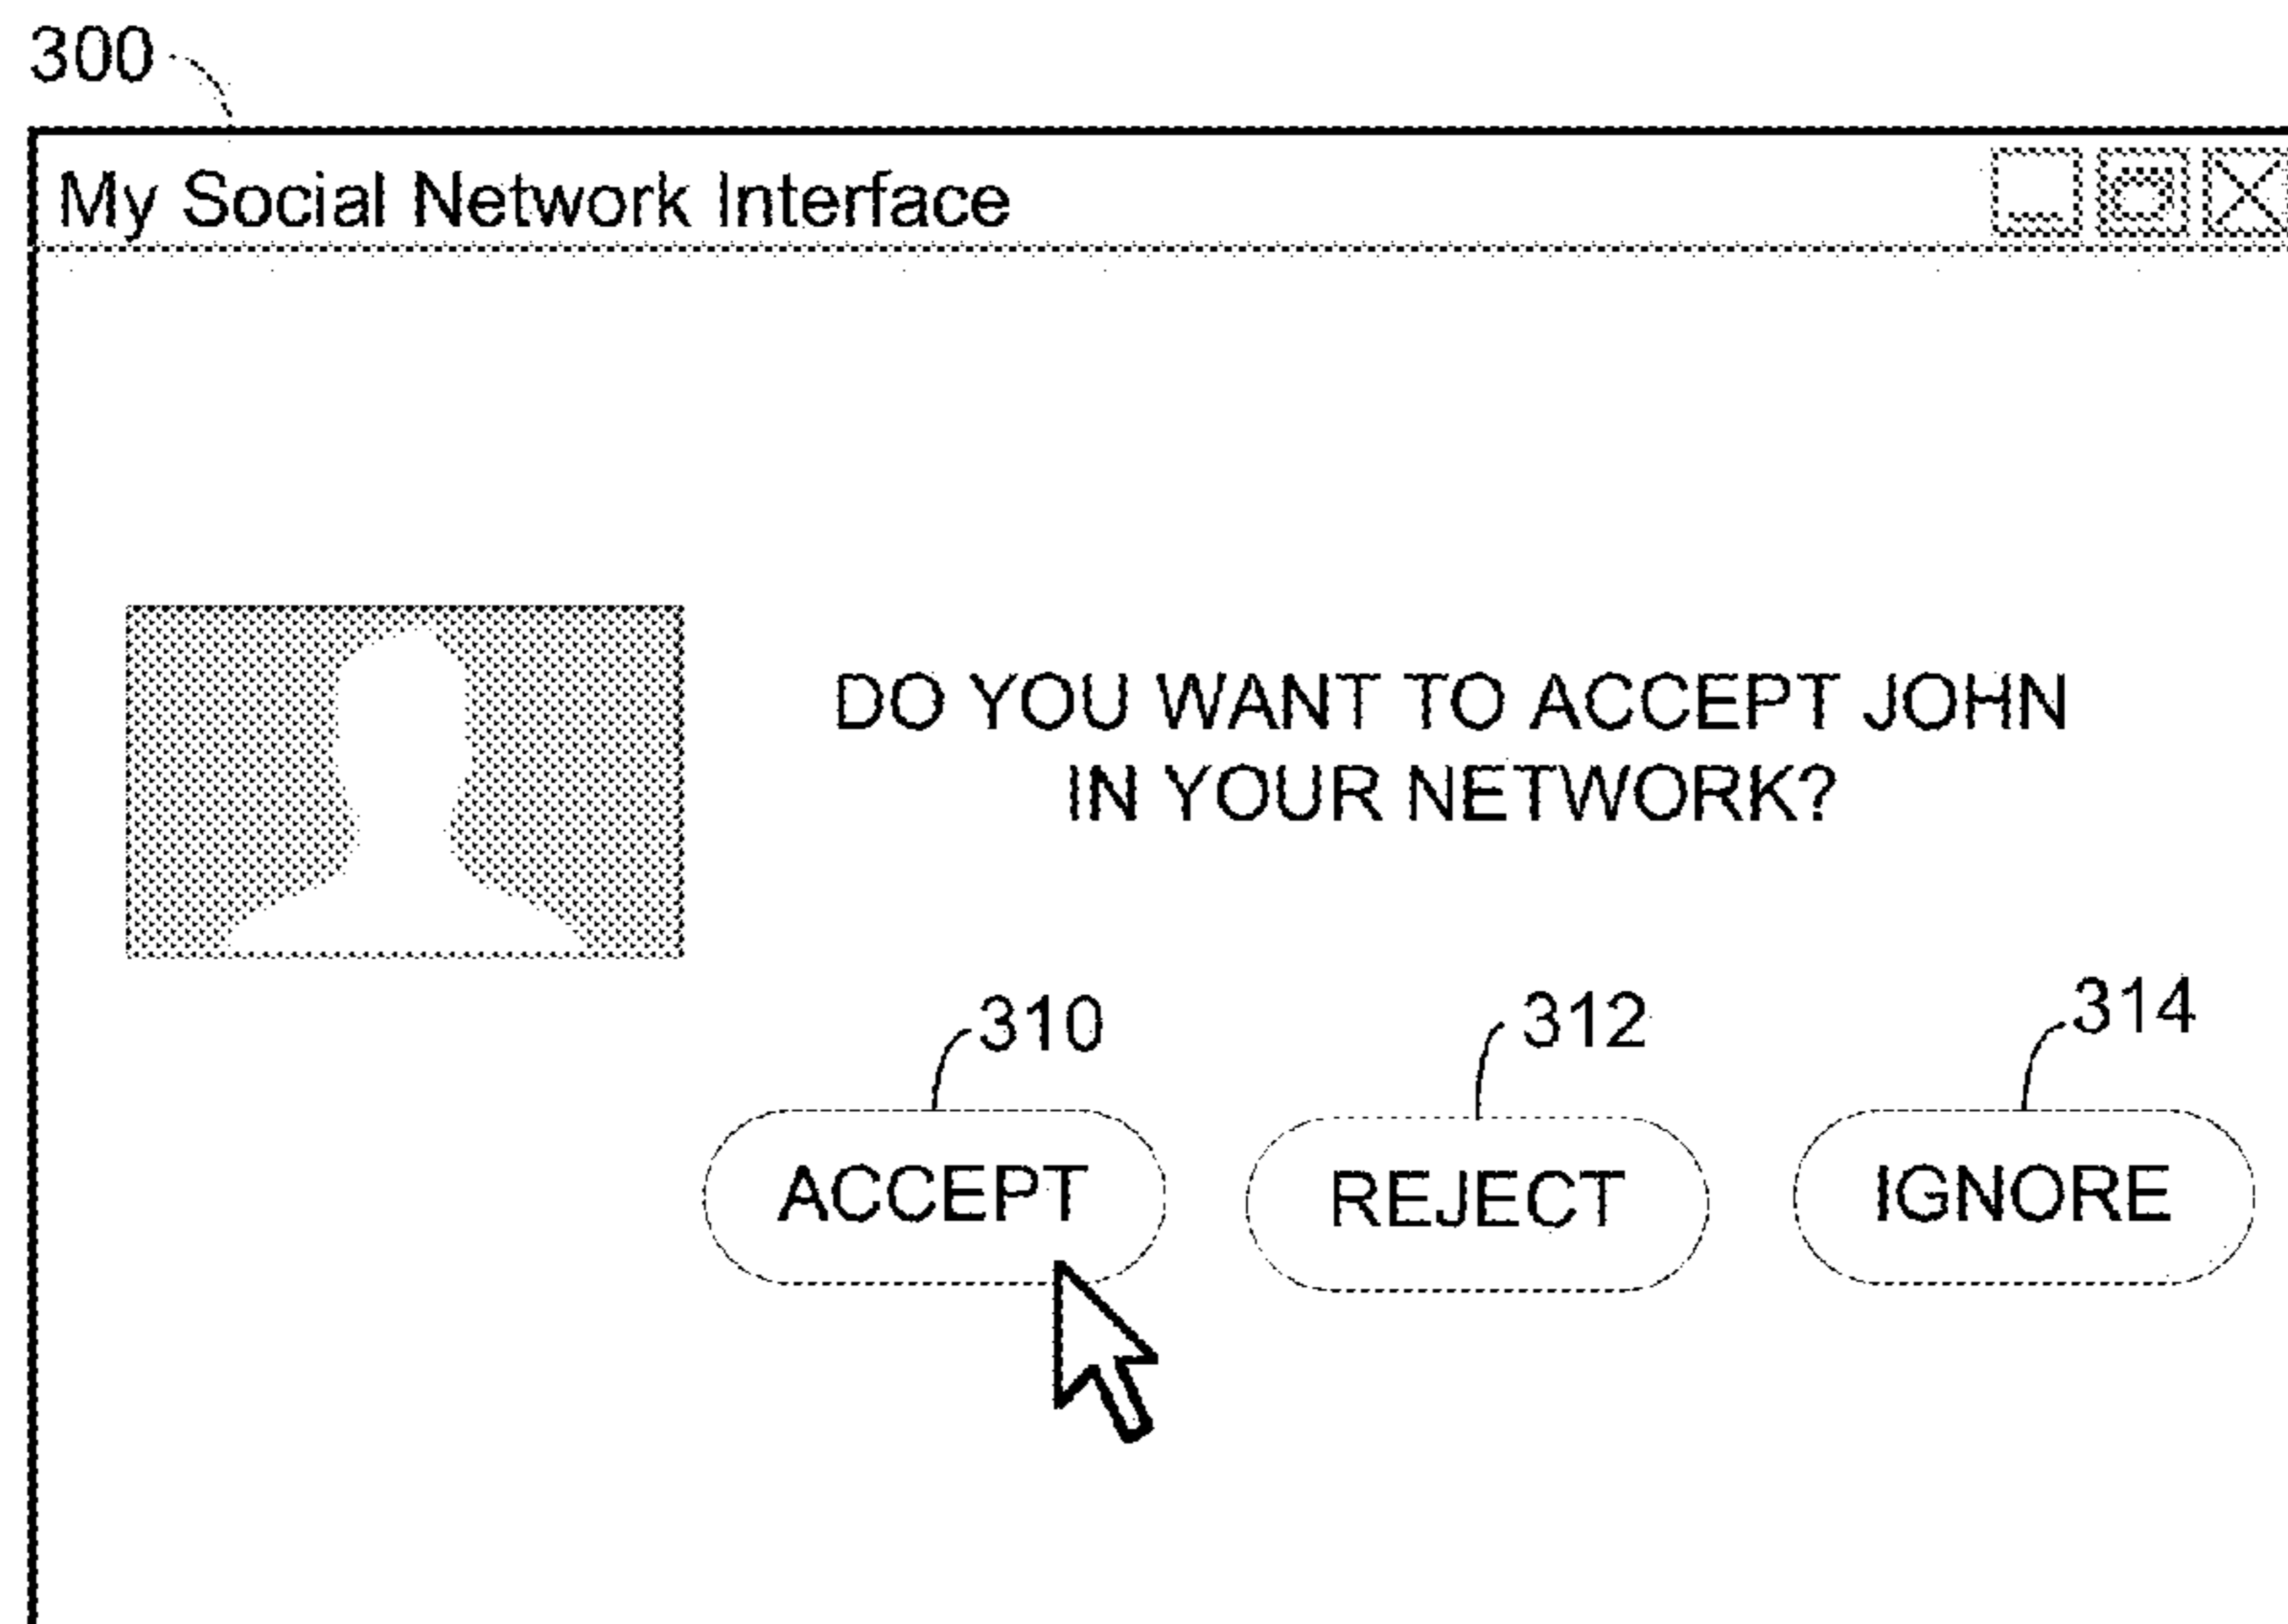 300
My Social Network Interface
DO YOU WANT TO ACCEPT JOHN
IN YOUR NETWORK?
310
312
314
ACCEPT
REJECT
IGNORE